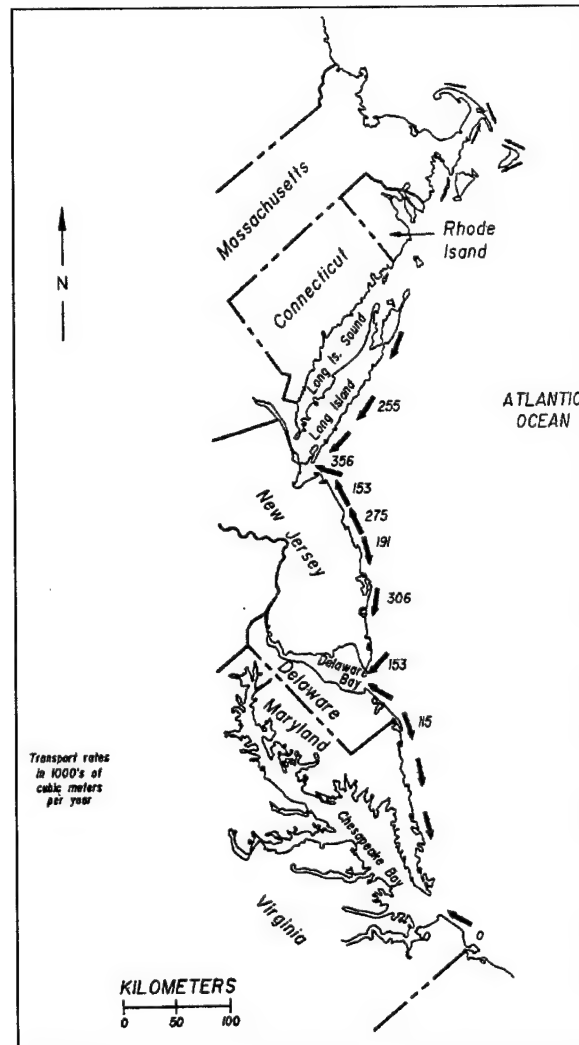 Massachusetts
Rhode
Island
Connecticut
N
Long Is. Sound
Long Island
255
ATLANTIC
OCEAN
356
153
275
191
New Jersey
306
153
Delaware
Bay
Delaware
Maryland
115
Transport rates
in 1000's of
cubic meters
per year
Chesapeake Bay
Virginia
0
KILOMETERS
0 50 100